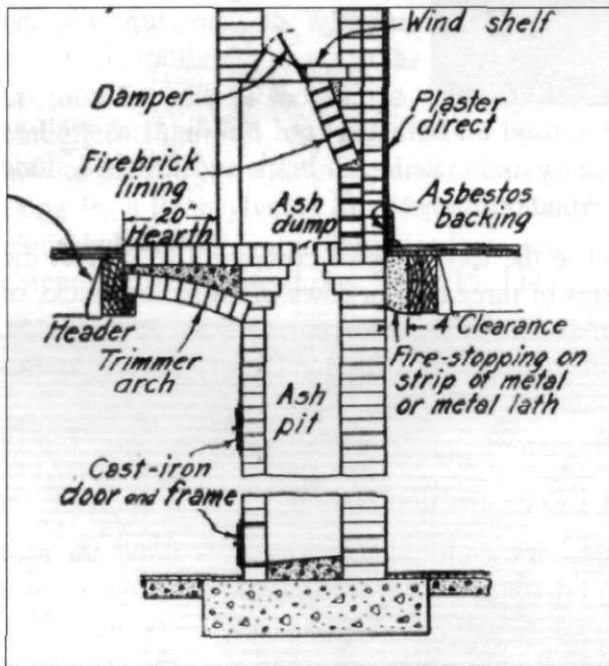 Wind shelf
Damper
Plaster
direct
Firebrick
lining
20
Hearth
Ash
dump
Asbestos
backing
Header
Trimmer
arch
4 Clearance
Fire-stopping on
strip of metal
or metal lath
Ash
pit
Cast-iron
door and frame